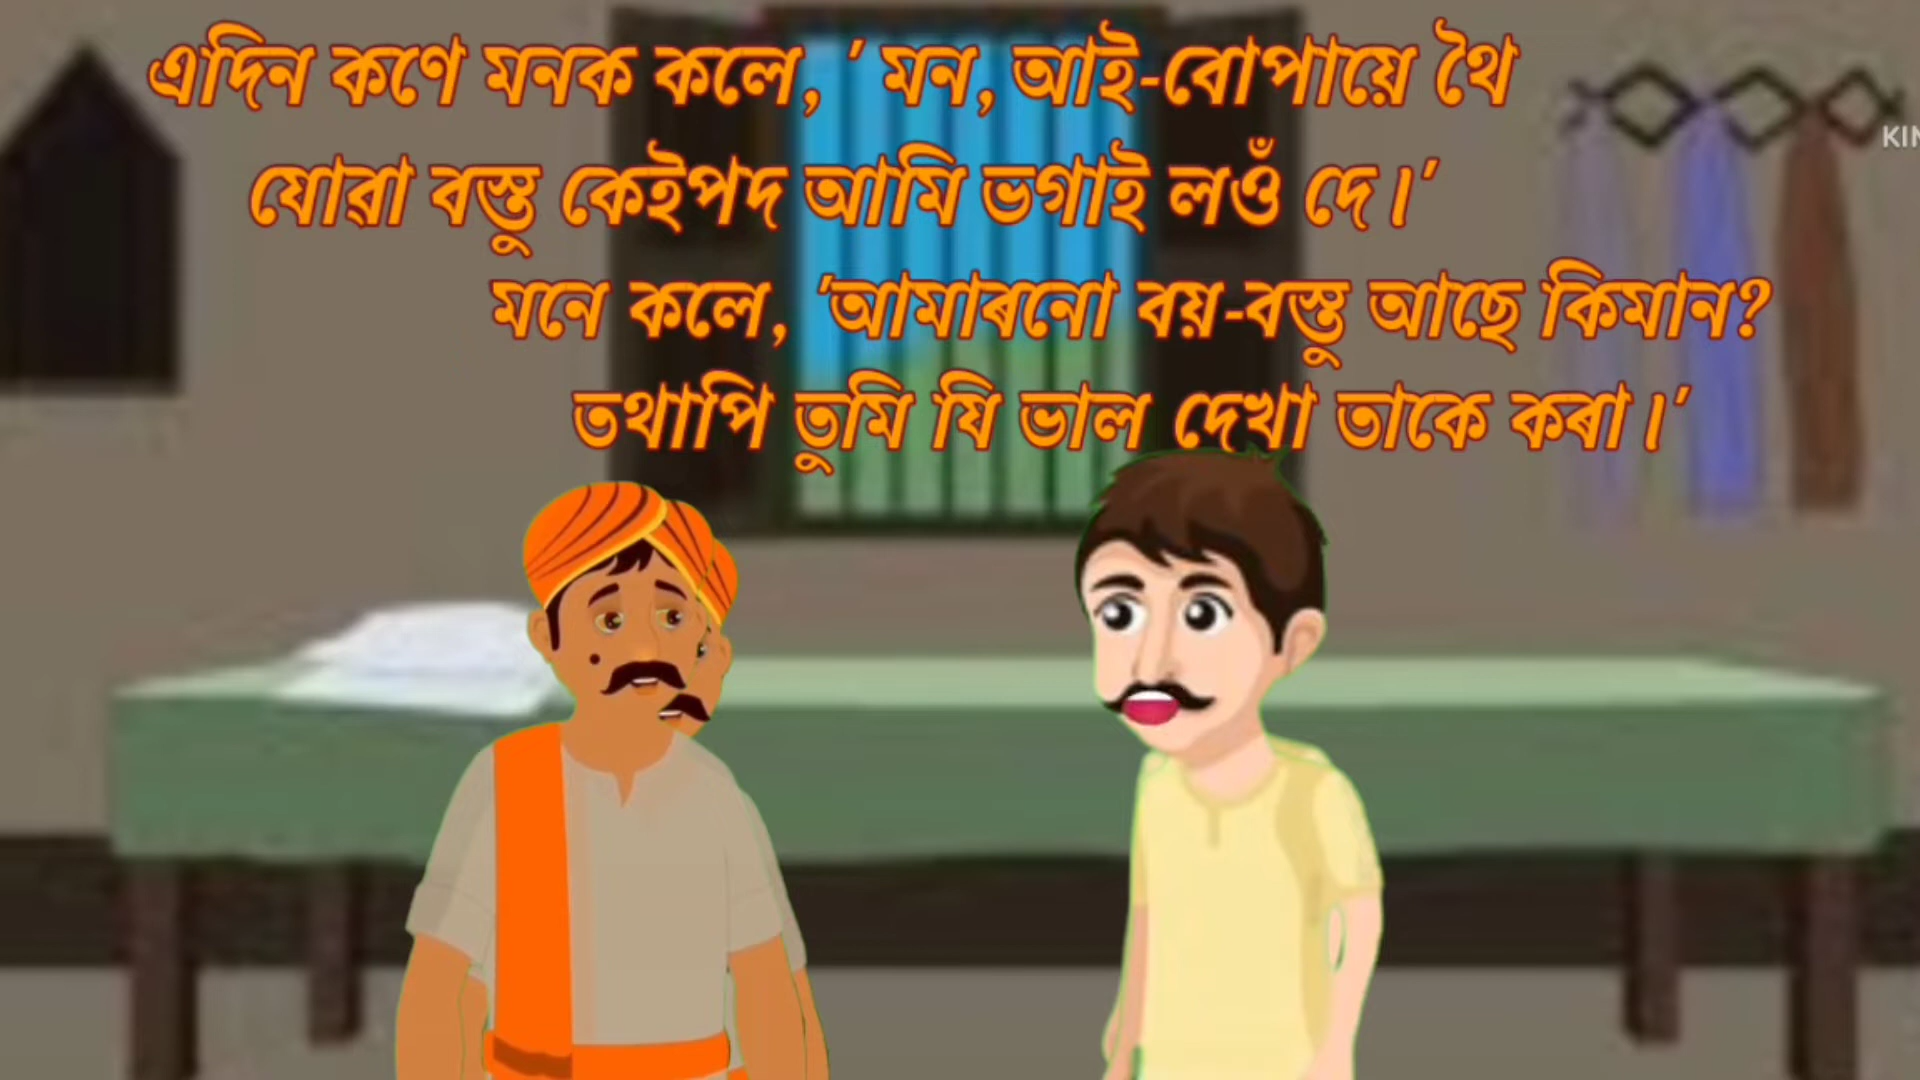 এদিন কণে মনক কলে, ' মন, আই-বোপায়ে থৈ
যোৱা বস্তু কেইপদ আমি ভগাই লওঁ দে।'
মনে কলে, 'আমাৰনো বয়-বস্তু আছে কিমান?
তথাপি তুমি যি ভাল দেখা তাকে কৰা।'
KIN